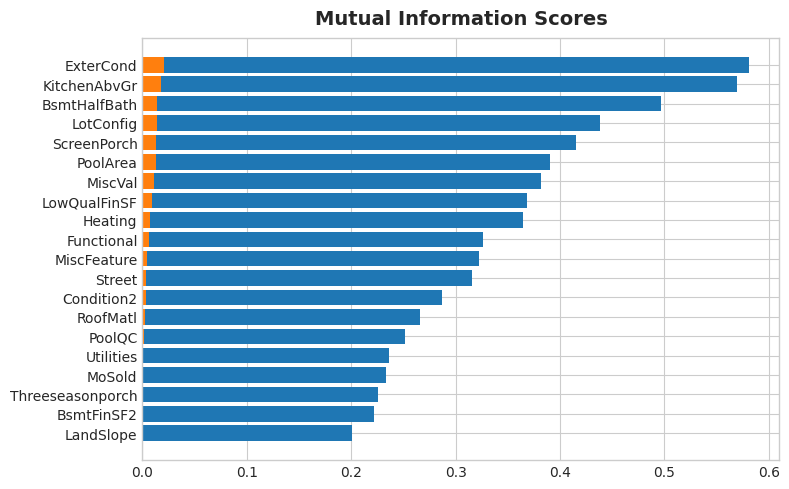 Mutual Information Scores
ExterCond
KitchenAbvGr
BsmtHalfBath
LotConfig
ScreenPorch
PoolArea
MiscVal
LowQualFinSF
Heating
Functional
MiscFeature
Street
Condition2
RoofMatl
PoolQC
Utilities
MoSold
Threeseasonporch
BsmtFinSF2
LandSlope
0.0 0.1 0.2 0.3 0.4 0.5 0.6